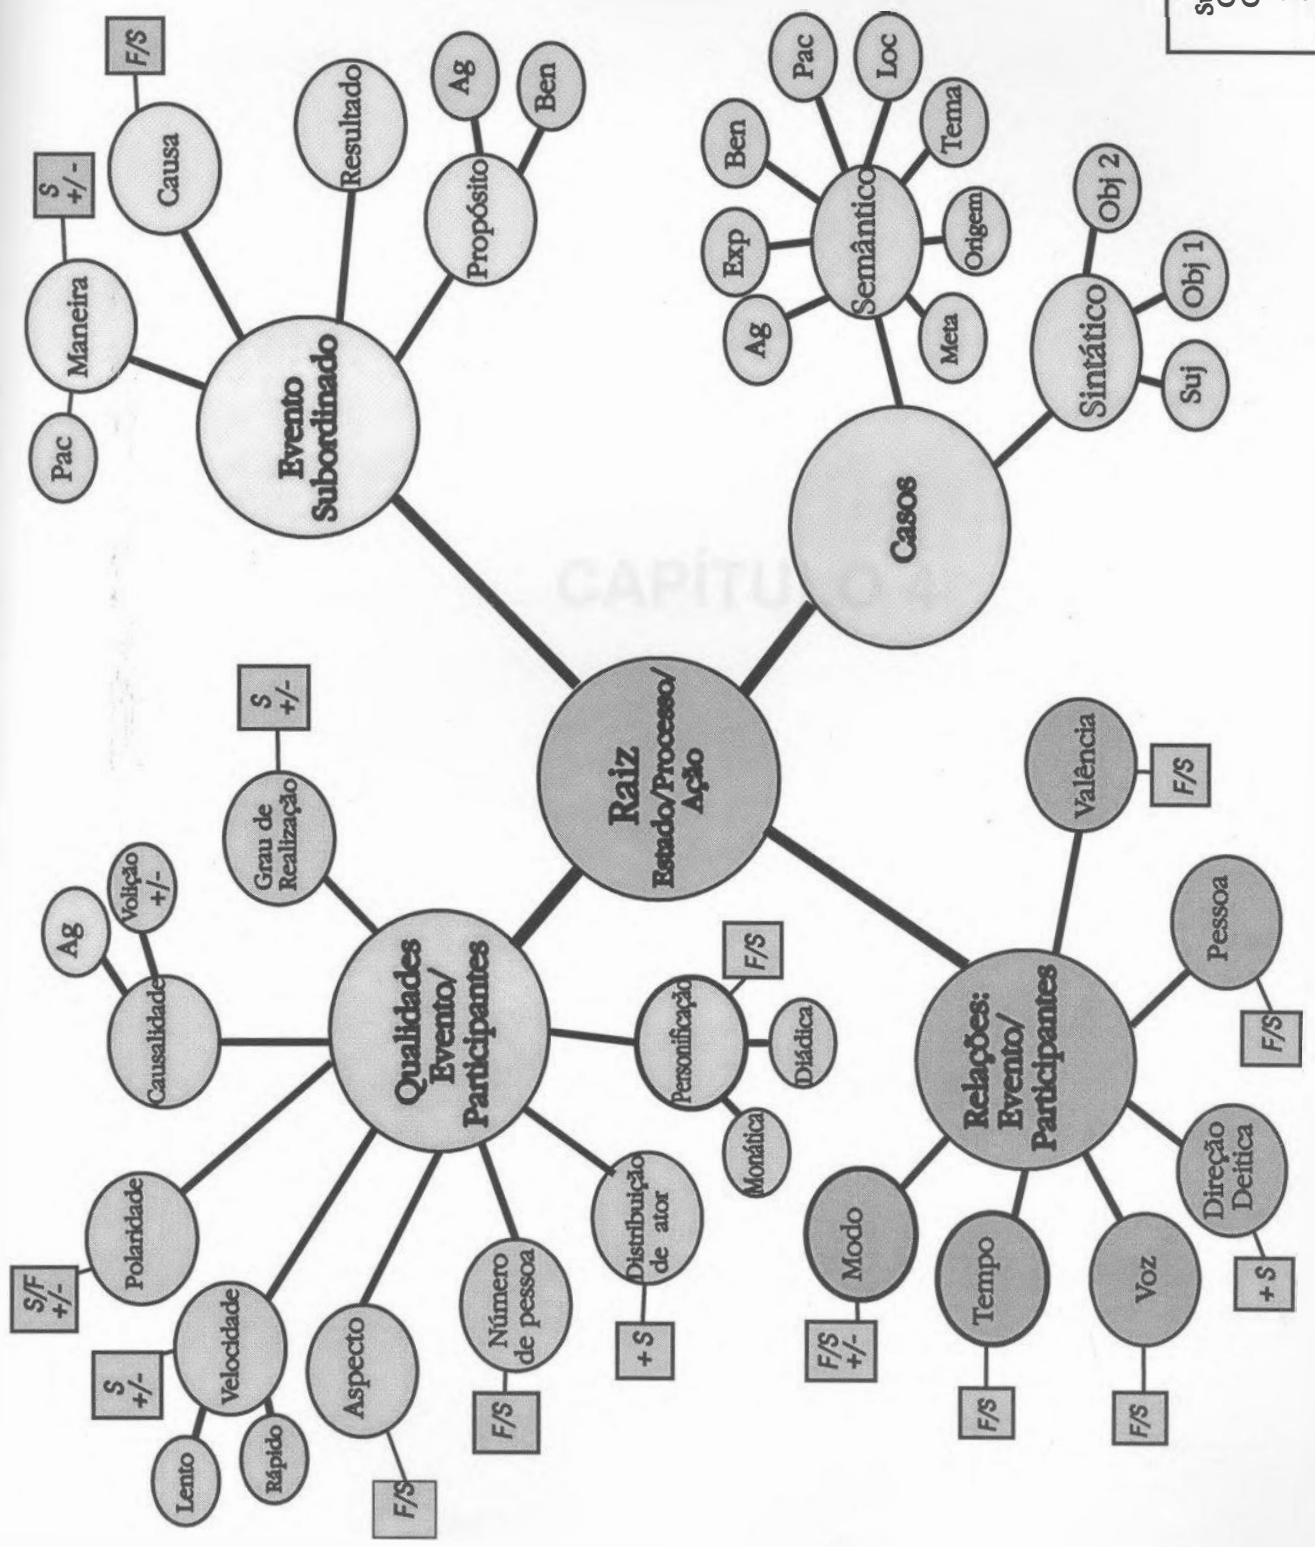 S/F
+/-
Polaridade
S
+/-
Velocidade
Lento
Rápido
Aspecto
F/S
Número
de pessoa
F/S
Distribuição
de ator
+ S
Ag
Volição
+/-
Causalidade
Grau de
Realização
S
+/-
Qualidades
Evento/
Participantes
Personificação
F/S
Monática
Diádica
Pac
Maneira
S
+/-
Causa
F/S
Resultado
Propósito
Ag
Ben
Evento
Subordinado
CAPÍTULO 4
Raiz
Estado/Processo/
Ação
Modo
F/S
+/-
Tempo
F/S
Voz
F/S
Direção
Deitica
+ S
Pessoa
F/S
Valência
F/S
Relações:
Evento/
Participantes
Casos
Semântico
Ag
Exp
Ben
Pac
Loc
Tema
Origem
Meta
Sintático
Suj
Obj 1
Obj 2